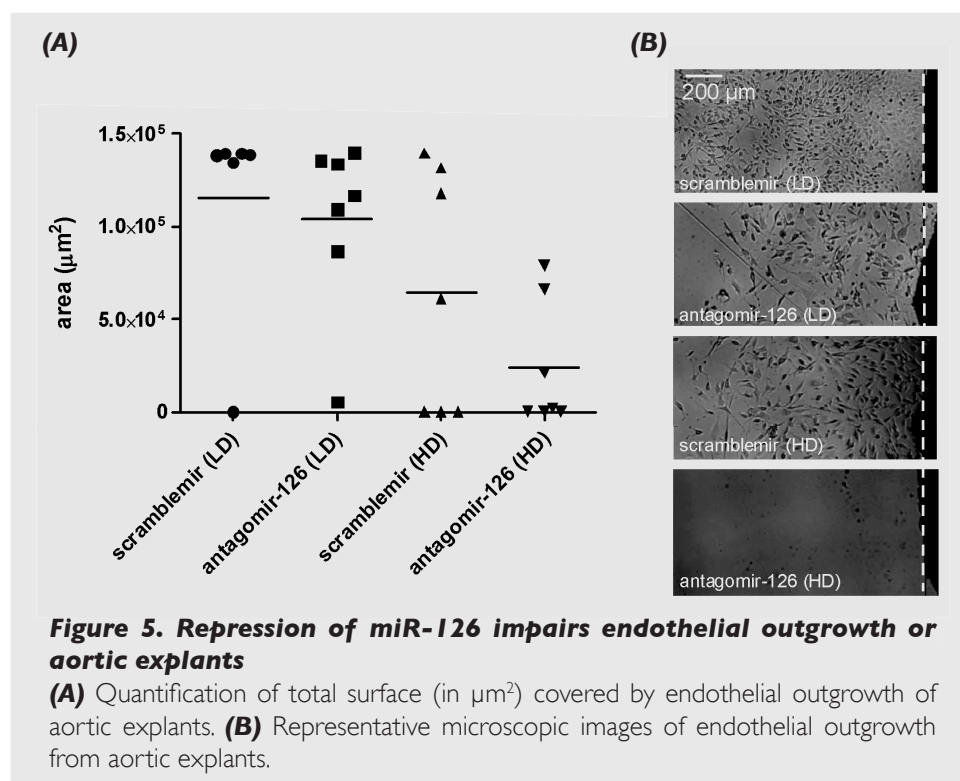 (A)
(B)
1.5×10⁵
1.0×10⁵
5.0×10⁴
0
area (µm²)
scramblemir (LD)
antagomir-126 (LD)
scramblemir (HD)
antagomir-126 (HD)
200 µm
scramblemir (LD)
antagomir-126 (LD)
scramblemir (HD)
antagomir-126 (HD)
Figure 5. Repression of miR-126 impairs endothelial outgrowth or
aortic explants
(A) Quantification of total surface (in µm²) covered by endothelial outgrowth of
aortic explants. (B) Representative microscopic images of endothelial outgrowth
from aortic explants.